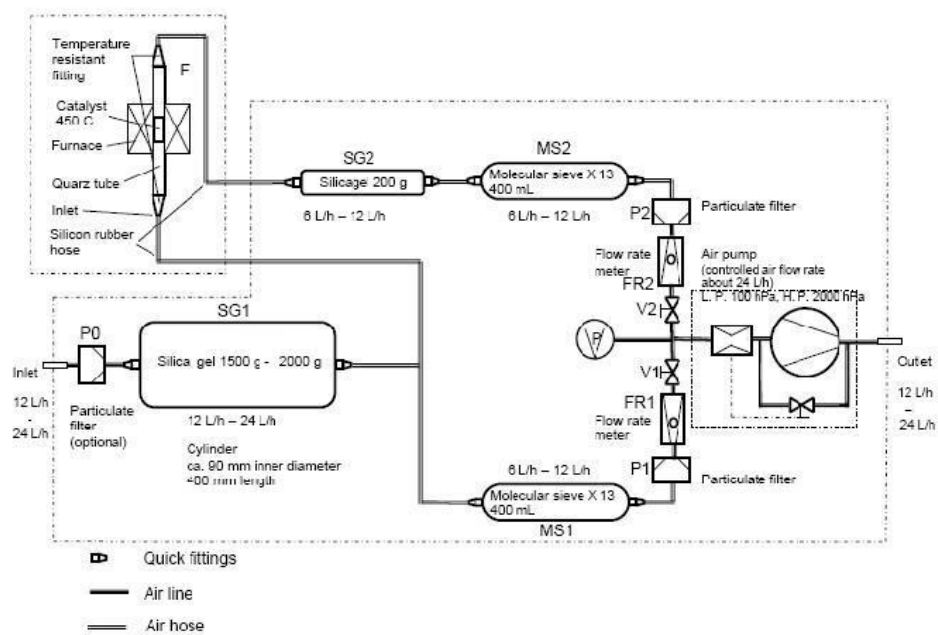 Temperature
resistant
fitting
F
Catalyst
450 C
Furnace
Quarz tube
Inlet
Silicon rubber
hose
SG2
Silicagel 200 g
6 L/h – 12 L/h
MS2
Molecular sieve X 13
400 mL
6 L/h – 12 L/h
P2
Particulate filter
Flow rate
meter
FR2
Air pump
(controlled air flow rate
about 24 L/h)
L. P. 100 hPa, H. P. 2000 hPa
V2
P
V1
FR1
Flow rate
meter
P1
Particulate filter
SG1
P0
Silica gel 1500 g - 2000 g
Inlet
12 L/h
-
24 L/h
Particulate
filter
(optional)
12 L/h – 24 L/h
Cylinder
ca. 90 mm inner diameter
400 mm length
6 L/h – 12 L/h
Molecular sieve X 13
400 mL
MS1
Outet
12 L/h
–
24 L/h
Quick fittings
Air line
Air hose